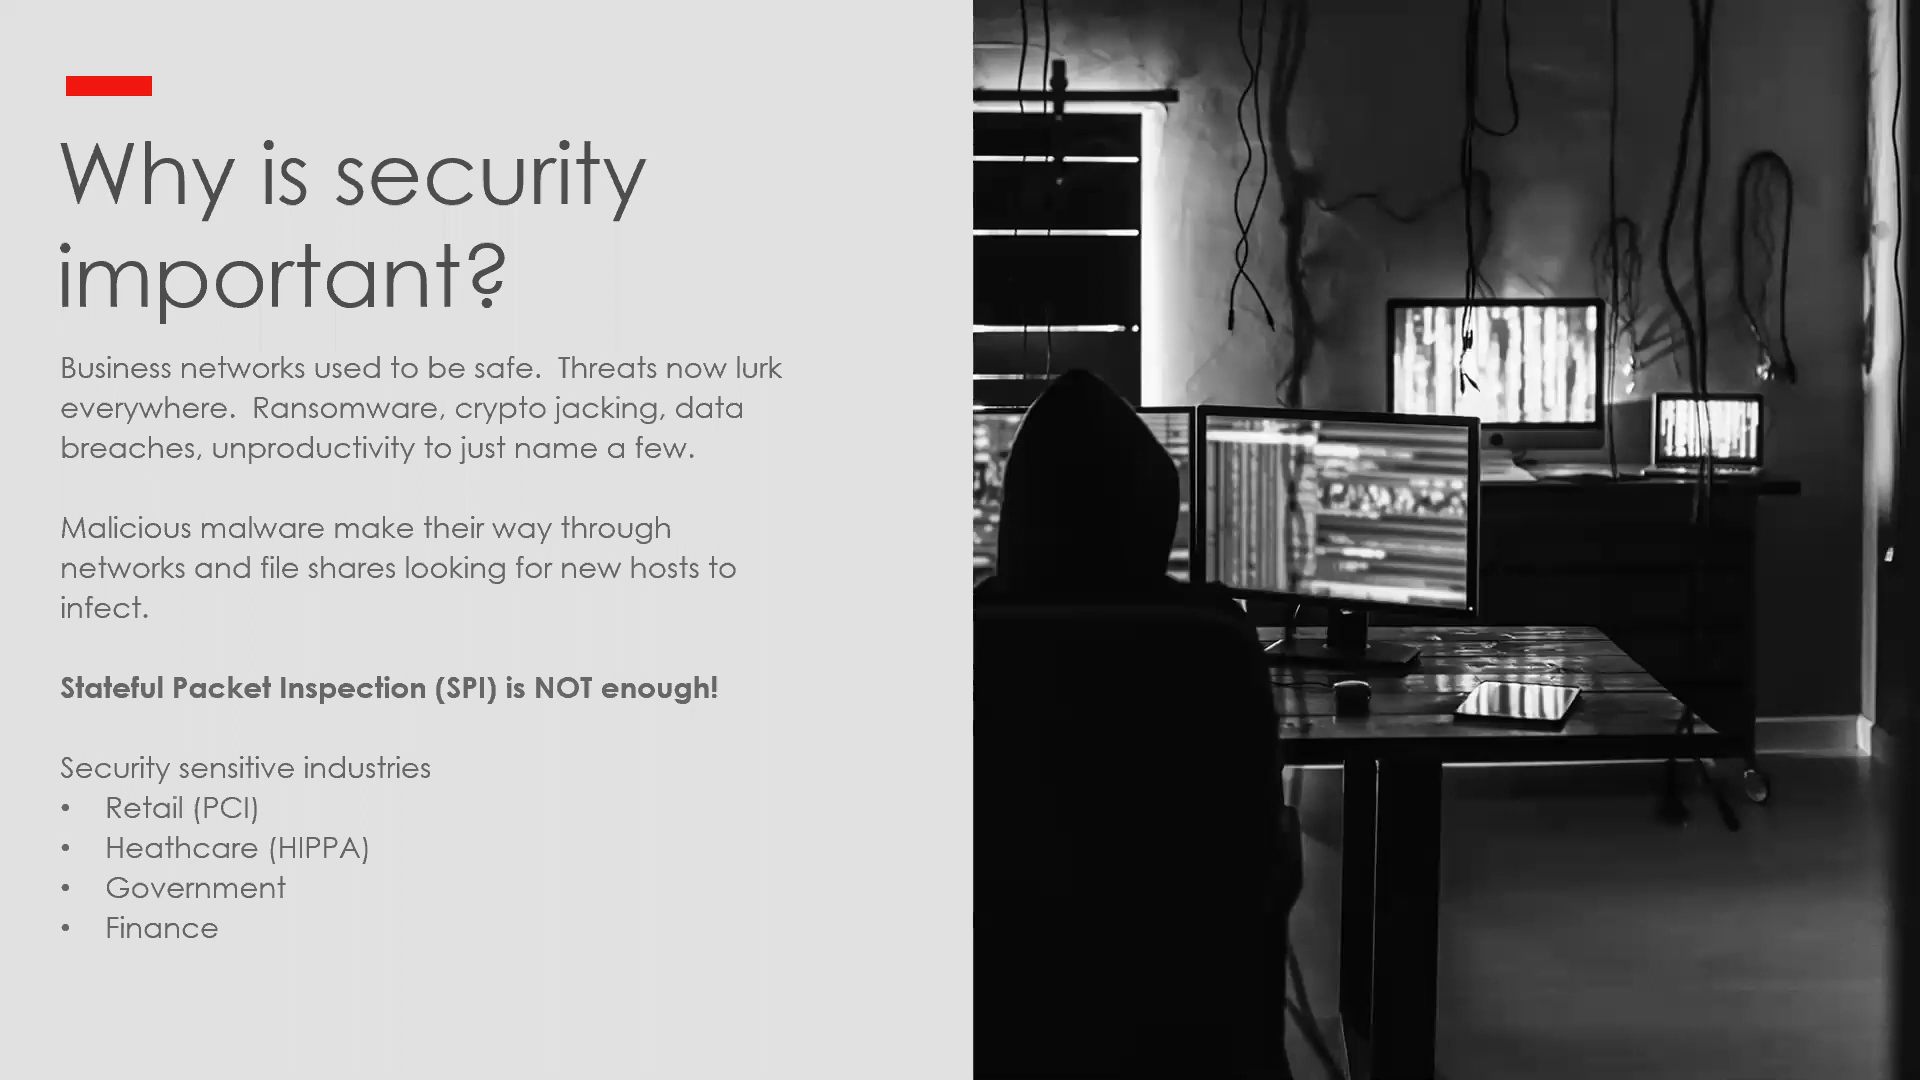 Why is security
important?
Business networks used to be safe.  Threats now lurk
everywhere.  Ransomware, crypto jacking, data
breaches, unproductivity to just name a few.
Malicious malware make their way through
networks and file shares looking for new hosts to
infect.
Stateful Packet Inspection (SPI) is NOT enough!
Security sensitive industries
• Retail (PCI)
• Heathcare (HIPPA)
• Government
• Finance